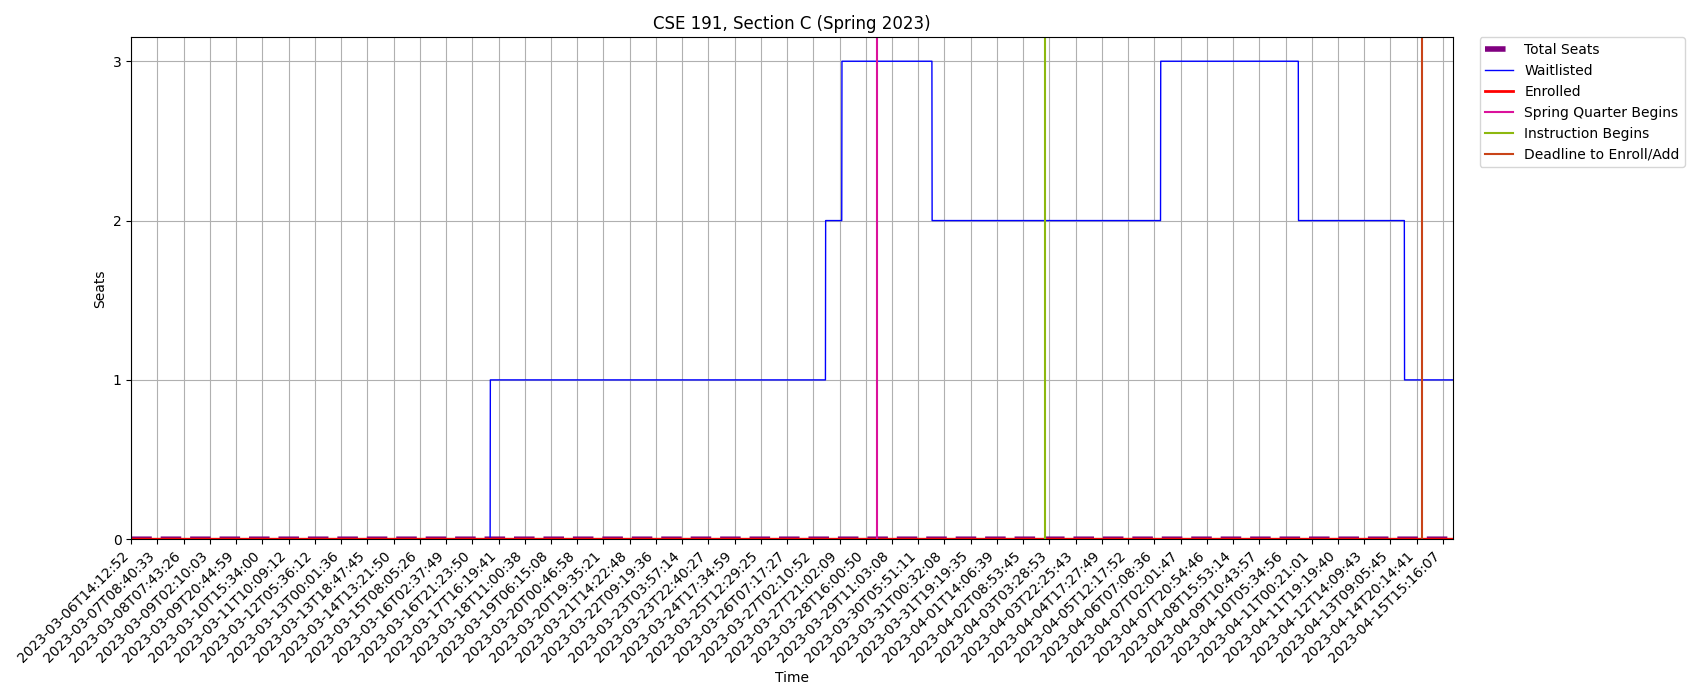 CSE 191, Section C (Spring 2023)
Total Seats
Waitlisted
Enrolled
Spring Quarter Begins
Instruction Begins
Deadline to Enroll/Add
Seats
3
2
1
0
2023-03-06T14:12:52
2023-03-07T08:40:33
2023-03-08T07:43:26
2023-03-09T02:10:03
2023-03-09T20:44:59
2023-03-10T15:34:00
2023-03-11T10:09:12
2023-03-12T05:36:12
2023-03-13T00:01:36
2023-03-13T18:47:45
2023-03-14T13:21:50
2023-03-15T08:05:26
2023-03-16T02:37:49
2023-03-16T21:23:50
2023-03-17T16:19:41
2023-03-18T11:00:38
2023-03-19T06:15:08
2023-03-20T00:46:58
2023-03-20T19:35:21
2023-03-21T14:22:48
2023-03-22T09:19:36
2023-03-23T03:57:14
2023-03-23T22:40:27
2023-03-24T17:34:59
2023-03-25T12:29:25
2023-03-26T07:17:27
2023-03-27T02:10:52
2023-03-27T21:02:09
2023-03-28T16:00:50
2023-03-29T11:03:08
2023-03-30T05:51:11
2023-03-31T00:32:08
2023-03-31T19:19:35
2023-04-01T14:06:39
2023-04-02T08:53:45
2023-04-03T03:28:53
2023-04-03T22:25:43
2023-04-04T17:27:49
2023-04-05T12:17:52
2023-04-06T07:08:36
2023-04-07T02:01:47
2023-04-07T20:54:46
2023-04-08T15:53:14
2023-04-09T10:43:57
2023-04-10T05:34:56
2023-04-11T00:21:01
2023-04-11T19:19:40
2023-04-12T14:09:43
2023-04-13T09:05:45
2023-04-14T20:14:41
2023-04-15T15:16:07
Time